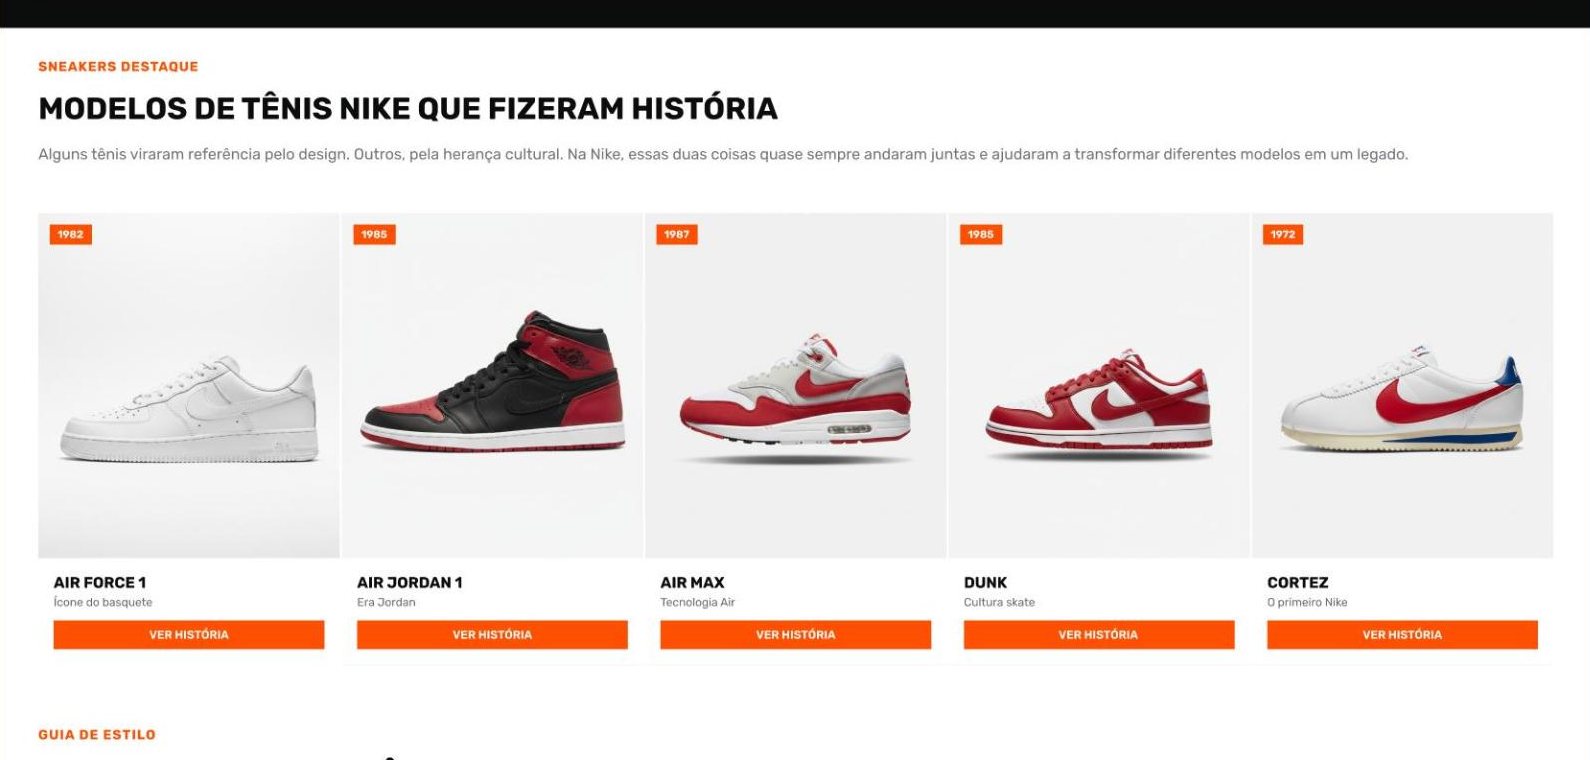 SNEAKERS DESTAQUE
MODELOS DE TÊNIS NIKE QUE FIZERAM HISTÓRIA
Alguns tênis viraram referência pelo design. Outros, pela herança cultural. Na Nike, essas duas coisas quase sempre andaram juntas e ajudaram a transformar diferentes modelos em um legado.
1982
1985
1987
1985
1972
AIR FORCE 1
Ícone do basquete
VER HISTÓRIA
AIR JORDAN 1
Era Jordan
VER HISTÓRIA
AIR MAX
Tecnologia Air
VER HISTÓRIA
DUNK
Cultura skate
VER HISTÓRIA
CORTEZ
O primeiro Nike
VER HISTÓRIA
GUIA DE ESTILO